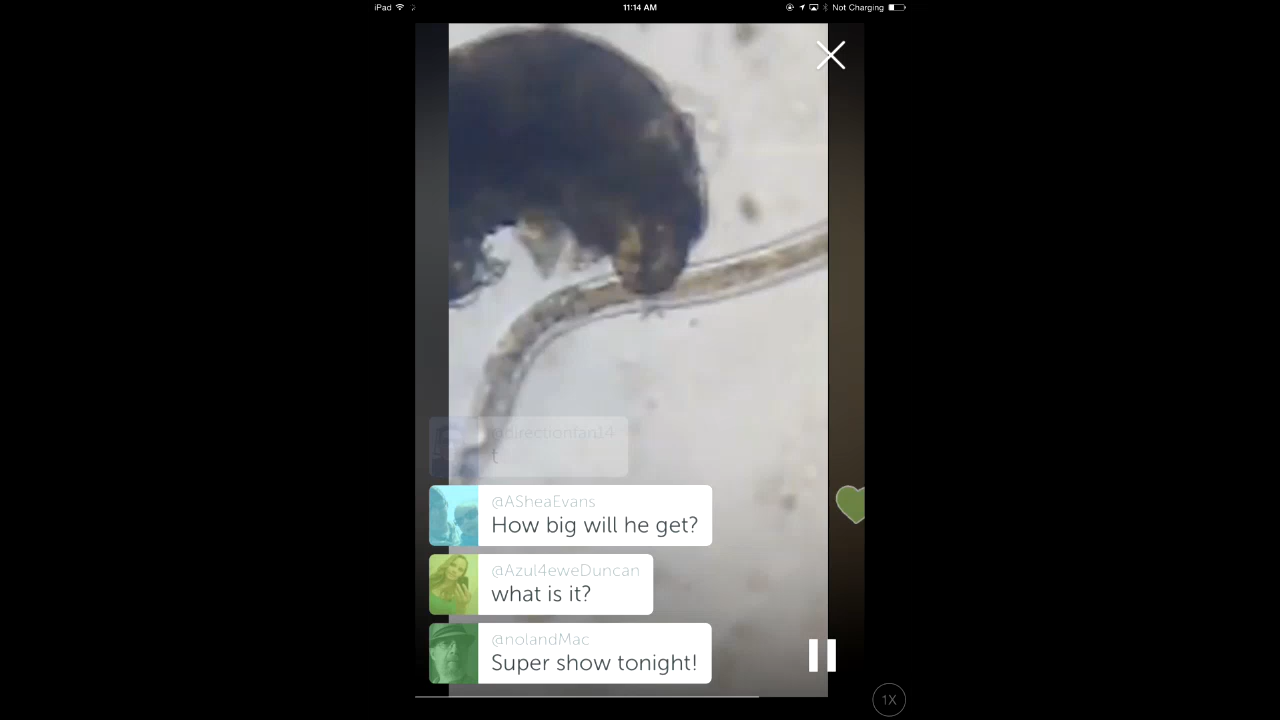 iPad
11:14 AM
Not Charging
@directionfan14
t
@ASheaEvans
How big will he get?
@Azul4eweDuncan
what is it?
@nolandMac
Super show tonight!
1X